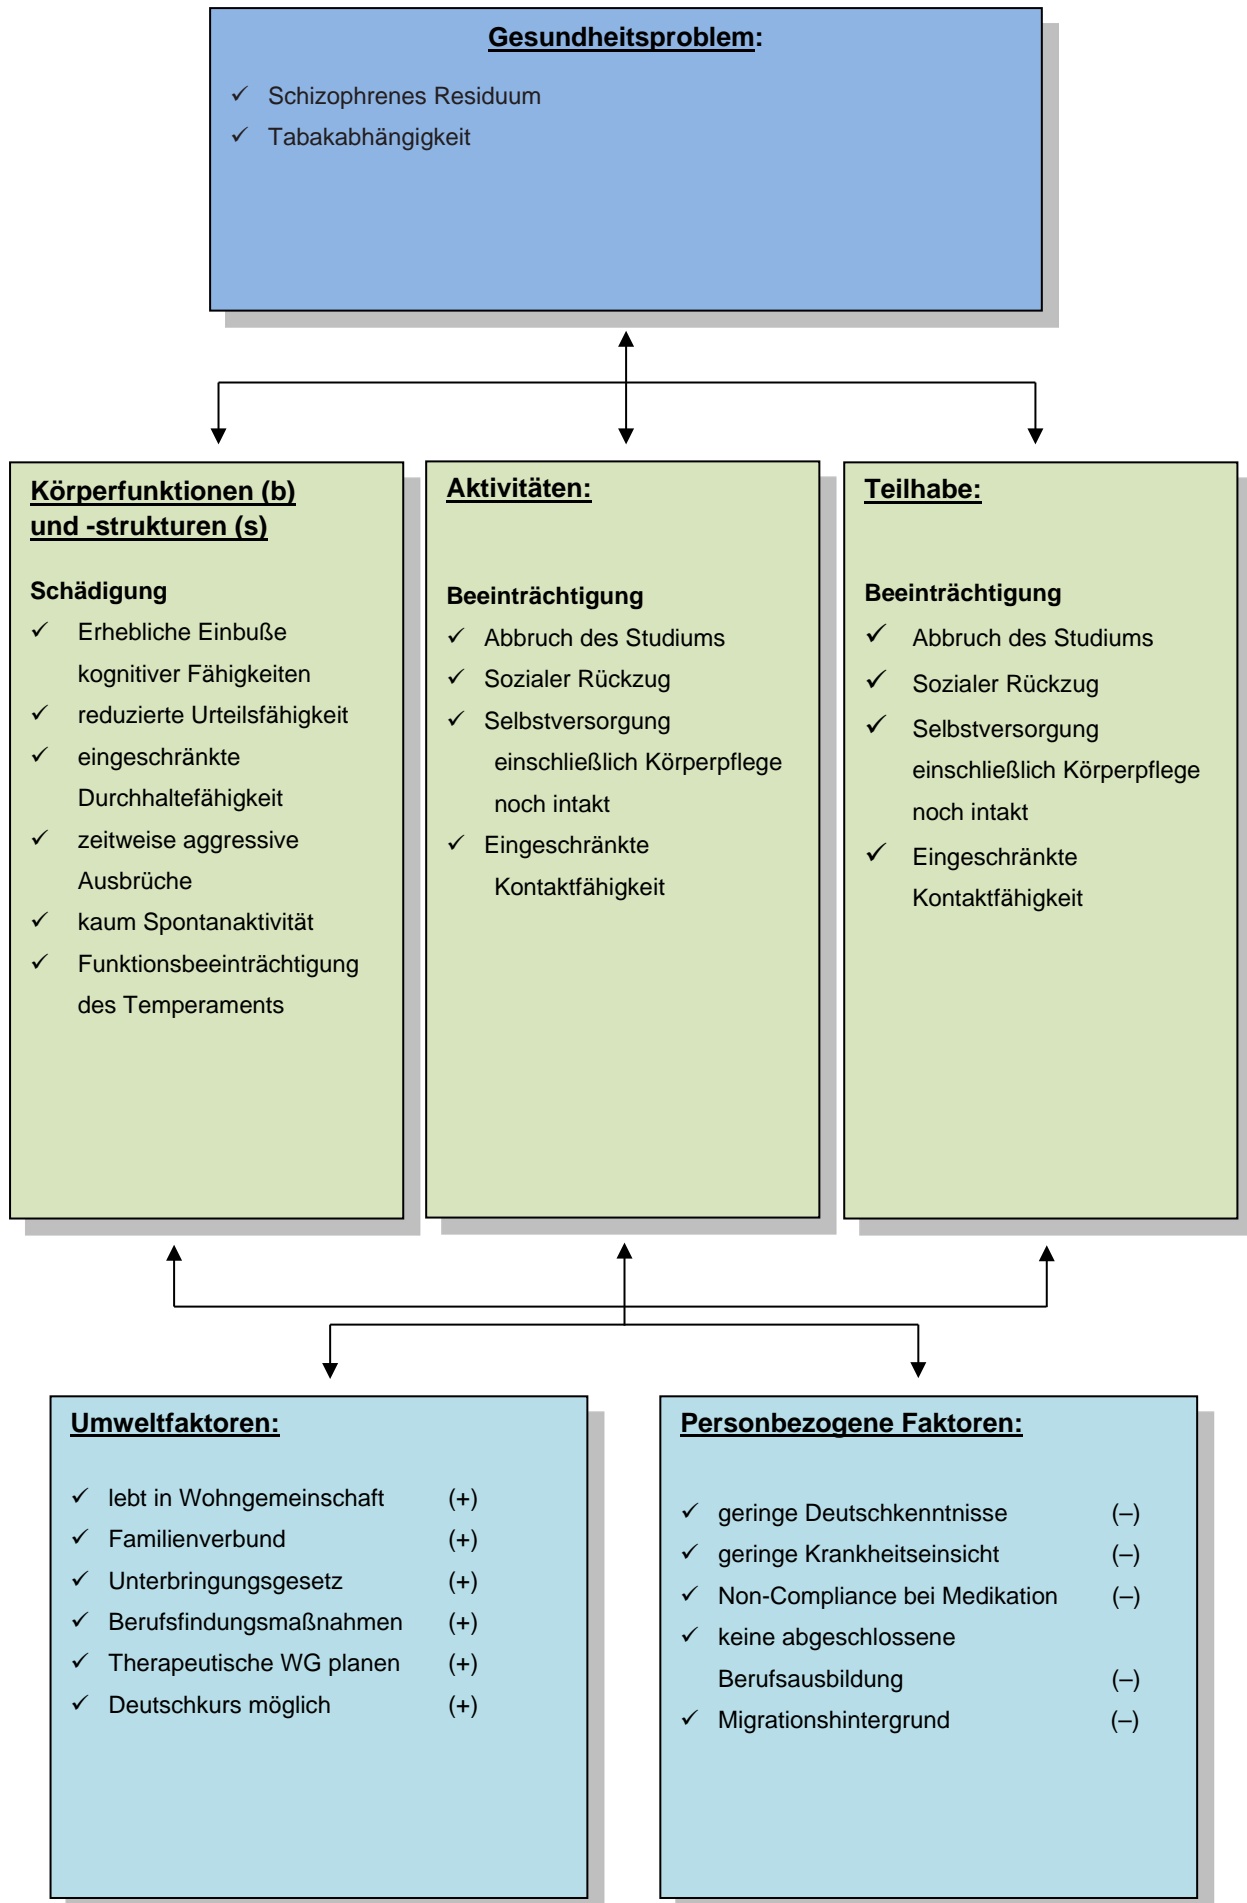 Gesundheitsproblem:
✓ Schizophrenes Residuum
✓ Tabakabhängigkeit
Körperfunktionen (b)
und -strukturen (s)
Schädigung
✓ Erhebliche Einbuße
kognitiver Fähigkeiten
✓ reduzierte Urteilsfähigkeit
✓ eingeschränkte
Durchhaltefähigkeit
✓ zeitweise aggressive
Ausbrüche
✓ kaum Spontanaktivität
✓ Funktionsbeeinträchtigung
des Temperaments
Aktivitäten:
Beeinträchtigung
✓ Abbruch des Studiums
✓ Sozialer Rückzug
✓ Selbstversorgung
einschließlich Körperpflege
noch intakt
✓ Eingeschränkte
Kontaktfähigkeit
Teilhabe:
Beeinträchtigung
✓ Abbruch des Studiums
✓ Sozialer Rückzug
✓ Selbstversorgung
einschließlich Körperpflege
noch intakt
✓ Eingeschränkte
Kontaktfähigkeit
Umweltfaktoren:
✓ lebt in Wohngemeinschaft (+)
✓ Familienverbund (+)
✓ Unterbringungsgesetz (+)
✓ Berufsfindungsmaßnahmen (+)
✓ Therapeutische WG planen (+)
✓ Deutschkurs möglich (+)
Personbezogene Faktoren:
✓ geringe Deutschkenntnisse (–)
✓ geringe Krankheitseinsicht (–)
✓ Non-Compliance bei Medikation (–)
✓ keine abgeschlossene
Berufsausbildung (–)
✓ Migrationshintergrund (–)